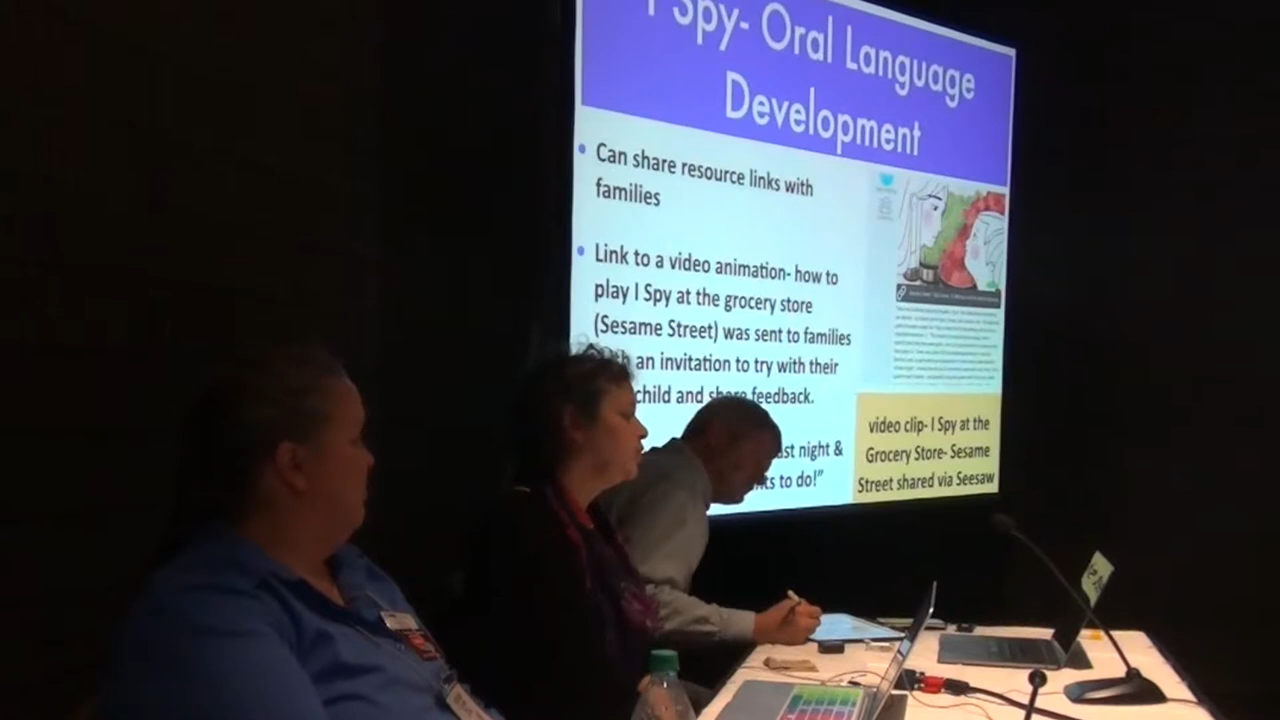 I Spy- Oral Language
Development
Can share resource links with
families
Link to a video animation- how to
play I Spy at the grocery store
(Sesame Street) was sent to families
an invitation to try with their
child and share feedback.
ast night &
to do!"
video clip- I Spy at the
Grocery Store- Sesame
Street shared via Seesaw